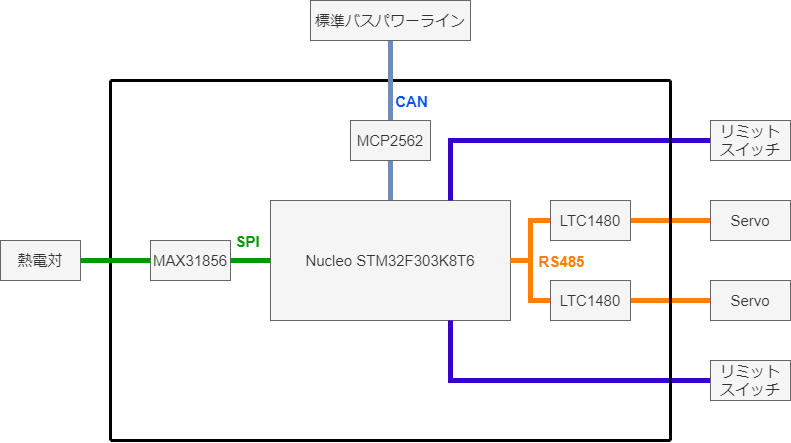 標準バスパワーライン
CAN
MCP2562
リミット
スイッチ
LTC1480
Servo
SPI
熱電対
MAX31856
Nucleo STM32F303K8T6
RS485
LTC1480
Servo
リミット
スイッチ